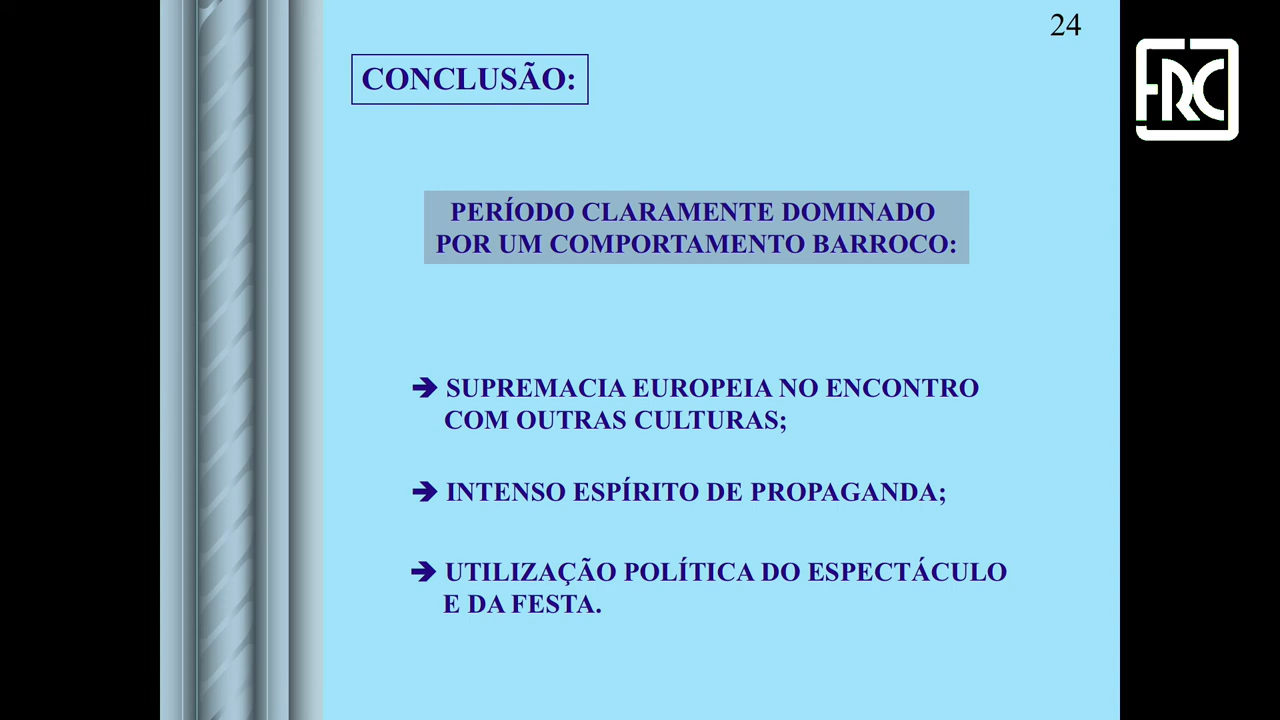 24
FRC
CONCLUSÃO:
PERÍODO CLARAMENTE DOMINADO
POR UM COMPORTAMENTO BARROCO:
➔ SUPREMACIA EUROPEIA NO ENCONTRO
COM OUTRAS CULTURAS;
➔ INTENSO ESPÍRITO DE PROPAGANDA;
➔ UTILIZAÇÃO POLÍTICA DO ESPECTÁCULO
E DA FESTA.